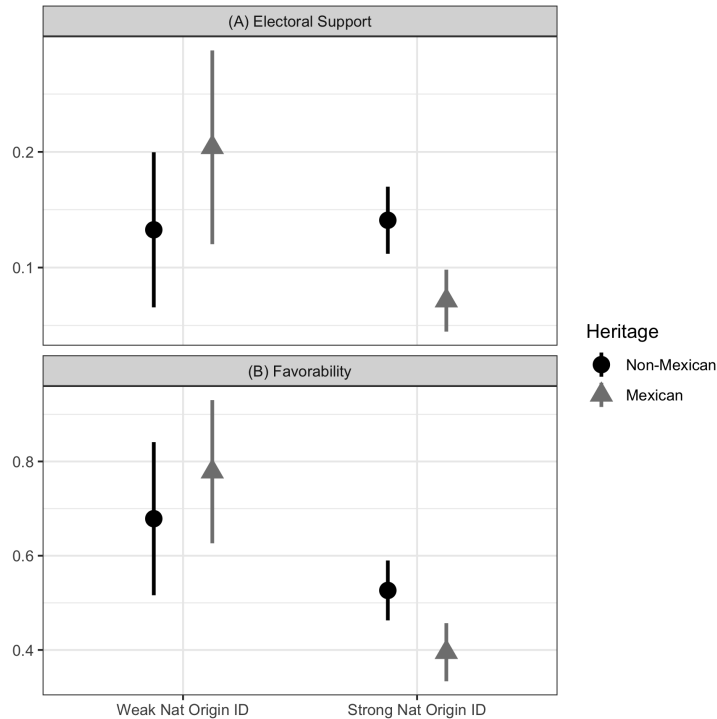 (A) Electoral Support
0.2
0.1
(B) Favorability
0.8
0.6
0.4
Weak Nat Origin ID
Strong Nat Origin ID
Heritage
Non-Mexican
Mexican